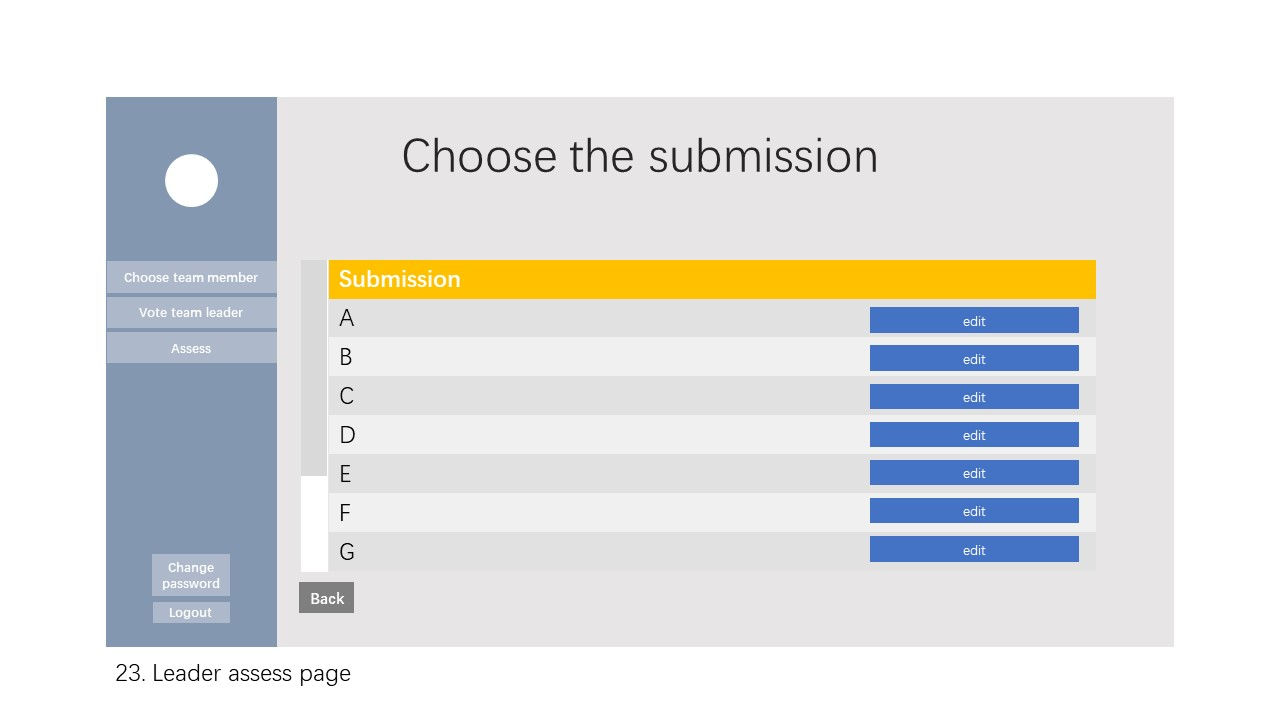 Choose the submission
Choose team member
Vote team leader
Assess
Submission
A edit
B edit
C edit
D edit
E edit
F edit
G edit
Change
password
Logout
Back
23. Leader assess page